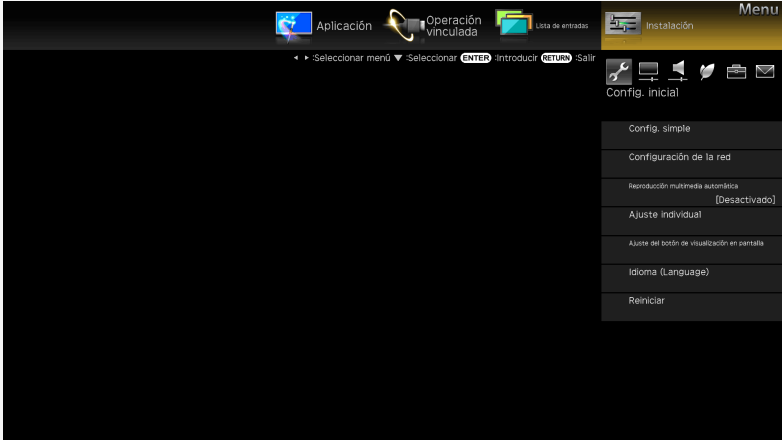 Menu
Aplicación
Operación
vinculada
Lista de entradas
Instalación
:Seleccionar menú :Seleccionar ENTER :Introducir RETURN :Salir
Config. inicial
Config. simple
Configuración de la red
Reproducción multimedia automática
[Desactivado]
Ajuste individual
Ajuste del botón de visualización en pantalla
Idioma (Language)
Reiniciar